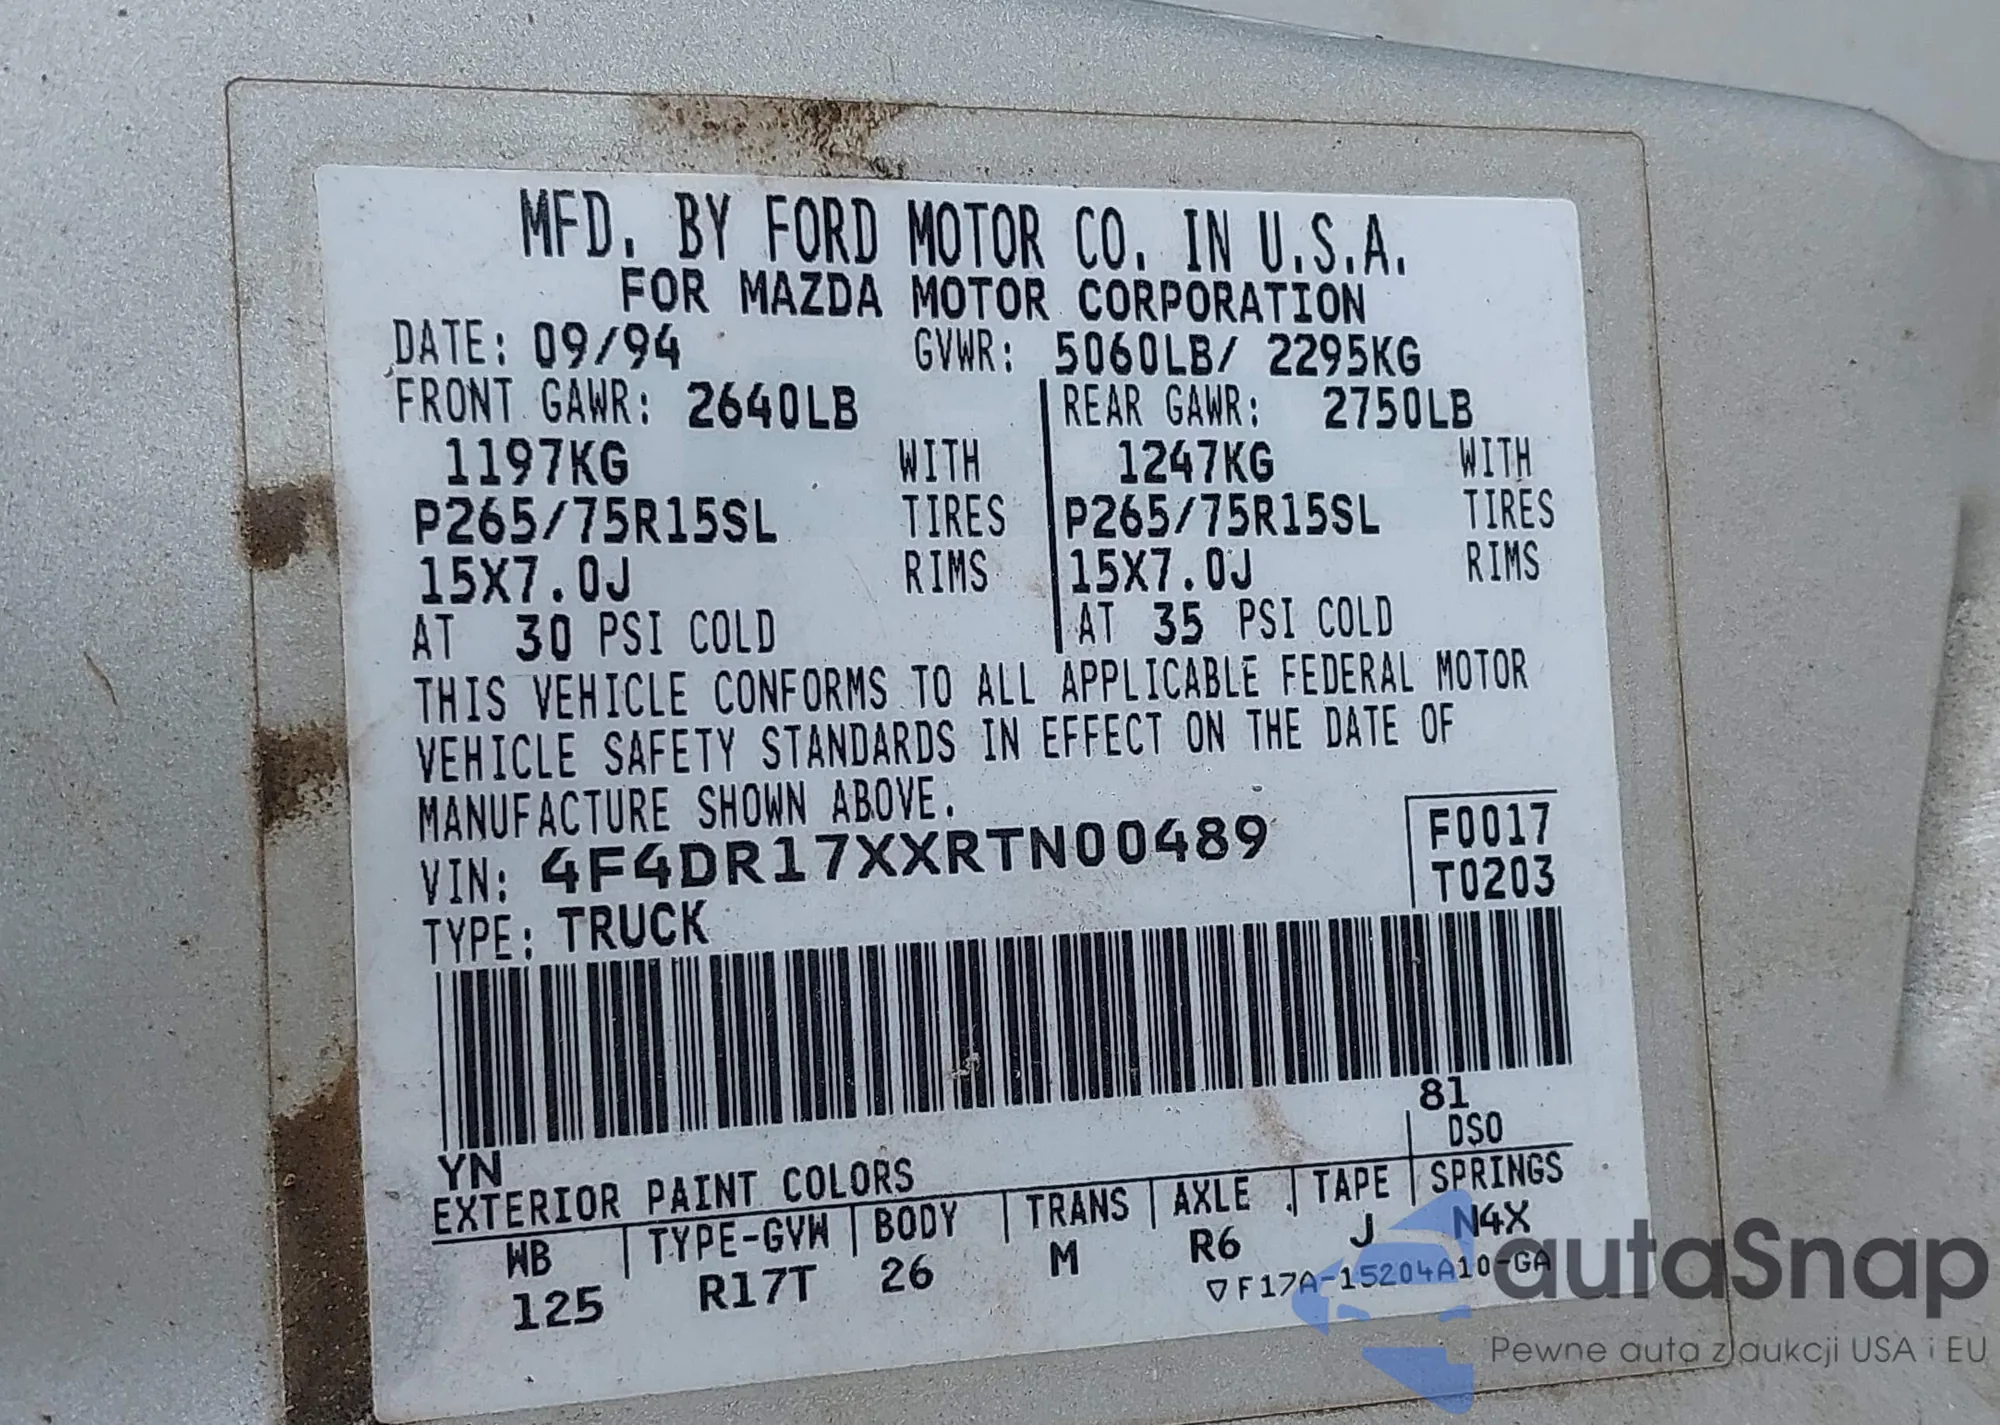 MFD. BY FORD MOTOR CO. IN U.S.A.
FOR MAZDA MOTOR CORPORATION
DATE: 09/94 GVWR: 5060LB/ 2295KG
FRONT GAWR: 2640LB REAR GAWR: 2750LB
1197KG WITH 1247KG WITH
P265/75R15SL TIRES P265/75R15SL TIRES
15X7.0J RIMS 15X7.0J RIMS
AT 30 PSI COLD AT 35 PSI COLD
THIS VEHICLE CONFORMS TO ALL APPLICABLE FEDERAL MOTOR
VEHICLE SAFETY STANDARDS IN EFFECT ON THE DATE OF
MANUFACTURE SHOWN ABOVE.
F0017
VIN: 4F4DR17XXRTN00489
T0203
TYPE: TRUCK
81
DSO
YN
EXTERIOR PAINT COLORS
WB TYPE-GVW BODY TRANS AXLE TAPE SPRINGS
125 R17T 26 M R6 J N4X
▽F17A-15204A10-GA
autaSnap
Pewne auta z aukcji USA i EU